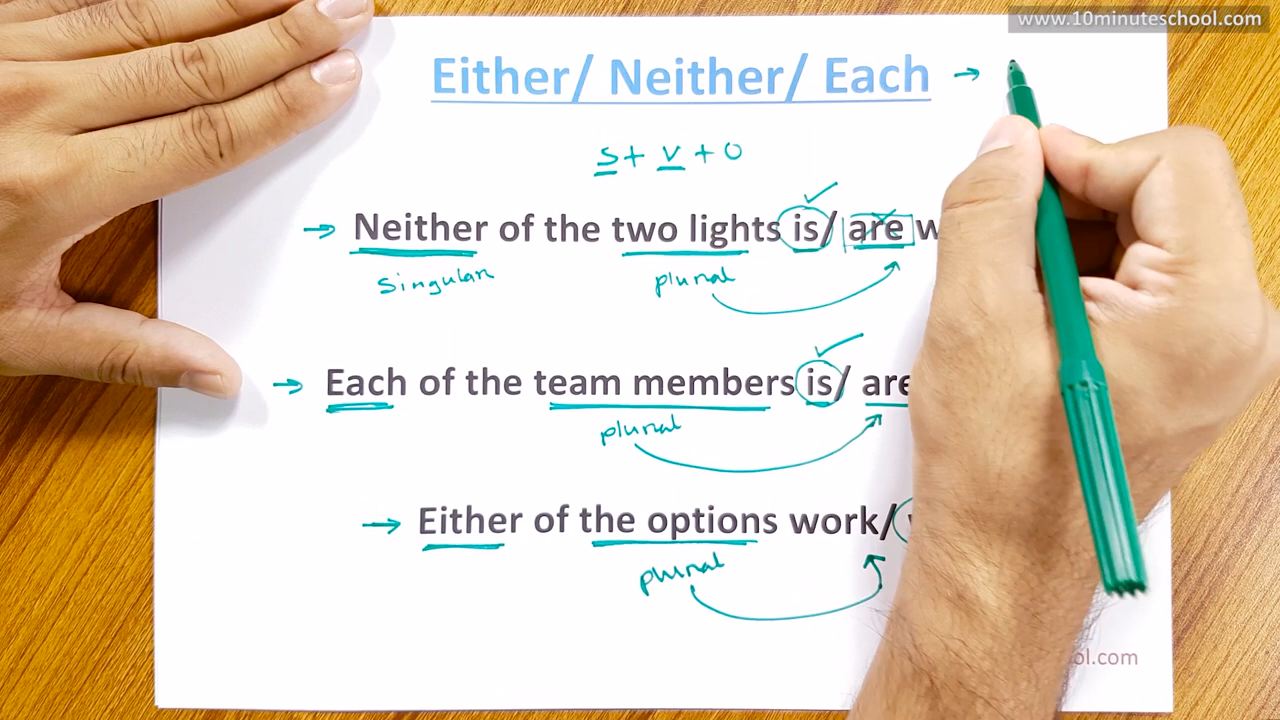 www.10minuteschool.com
Either/ Neither/ Each →
S + V + O
→ Neither of the two lights is/ are
singular plural
→ Each of the team members is/ are
plural
→ Either of the options work/
plural
ol.com